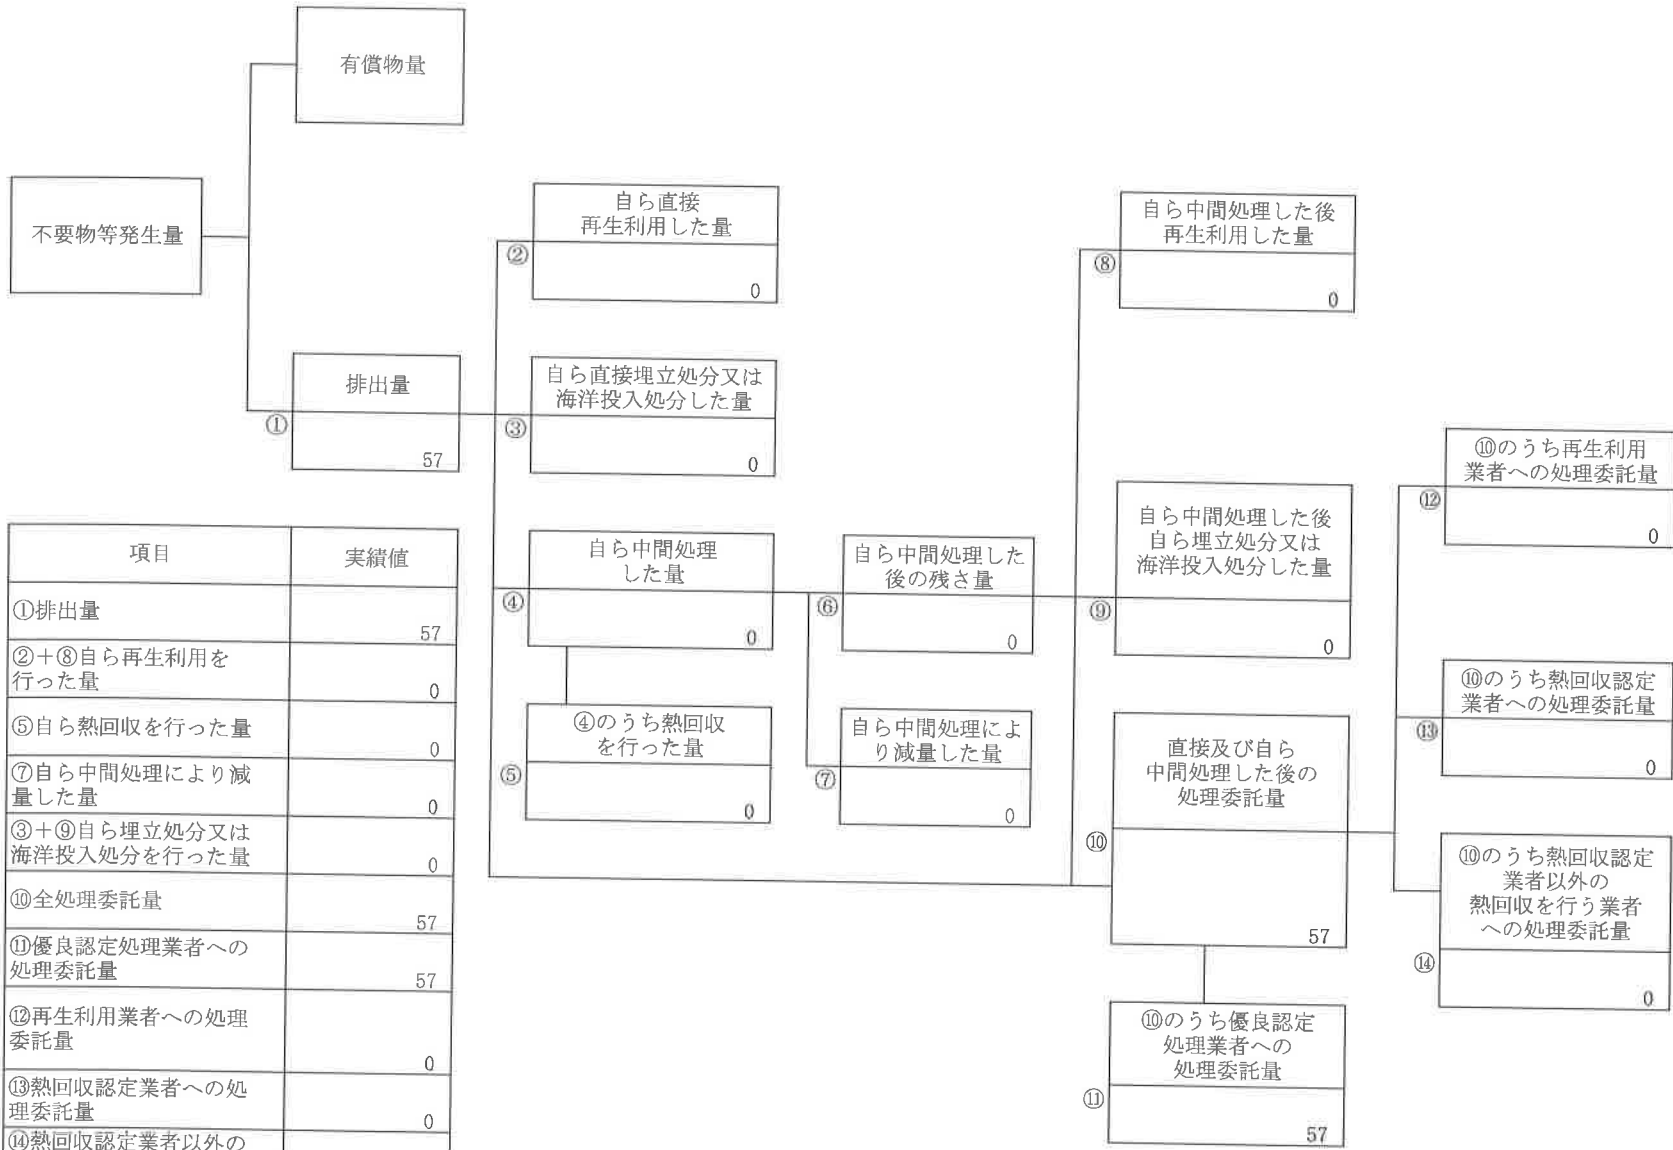 有償物量
不要物等発生量
排出量
①
57
自ら直接
再生利用した量
②
0
自ら直接埋立処分又は
海洋投入処分した量
③
0
自ら中間処理
した量
④
0
④のうち熱回収
を行った量
⑤
0
自ら中間処理した
後の残さ量
⑥
0
自ら中間処理によ
り減量した量
⑦
0
自ら中間処理した後
再生利用した量
⑧
0
自ら中間処理した後
自ら埋立処分又は
海洋投入処分した量
⑨
0
直接及び自ら
中間処理した後の
処理委託量
⑩
57
⑩のうち優良認定
処理業者への
処理委託量
⑪
57
⑩のうち再生利用
業者への処理委託量
⑫
0
⑩のうち熱回収認定
業者への処理委託量
⑬
0
⑩のうち熱回収認定
業者以外の
熱回収を行う業者
への処理委託量
⑭
0
項目 実績値
①排出量
57
②+⑧自ら再生利用を
行った量
0
⑤自ら熱回収を行った量
0
⑦自ら中間処理により減
量した量
0
③+⑨自ら埋立処分又は
海洋投入処分を行った量
0
⑩全処理委託量
57
⑪優良認定処理業者への
処理委託量
57
⑫再生利用業者への処理
委託量
0
⑬熱回収認定業者への処
理委託量
0
⑭熱回収認定業者以外の